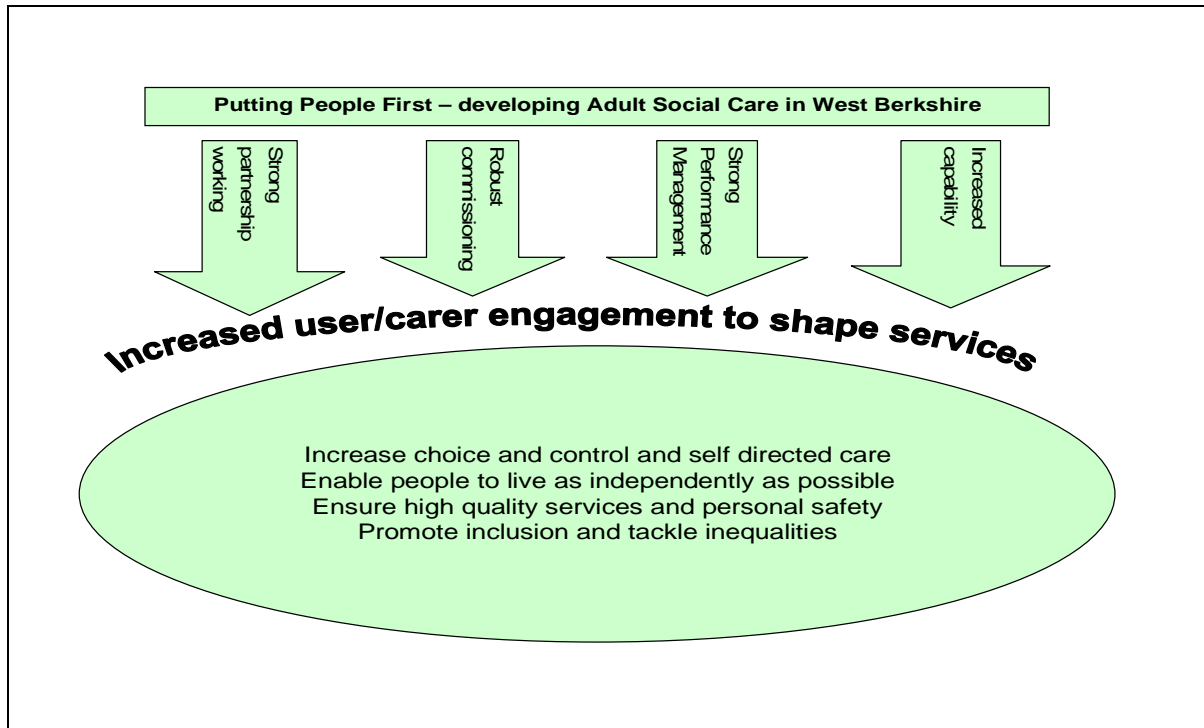 Putting People First – developing Adult Social Care in West Berkshire
Strong
partnership
working
Robust
commissioning
Strong
Performance
Management
Increased
capability
Increased user/carer engagement to shape services
Increase choice and control and self directed care
Enable people to live as independently as possible
Ensure high quality services and personal safety
Promote inclusion and tackle inequalities